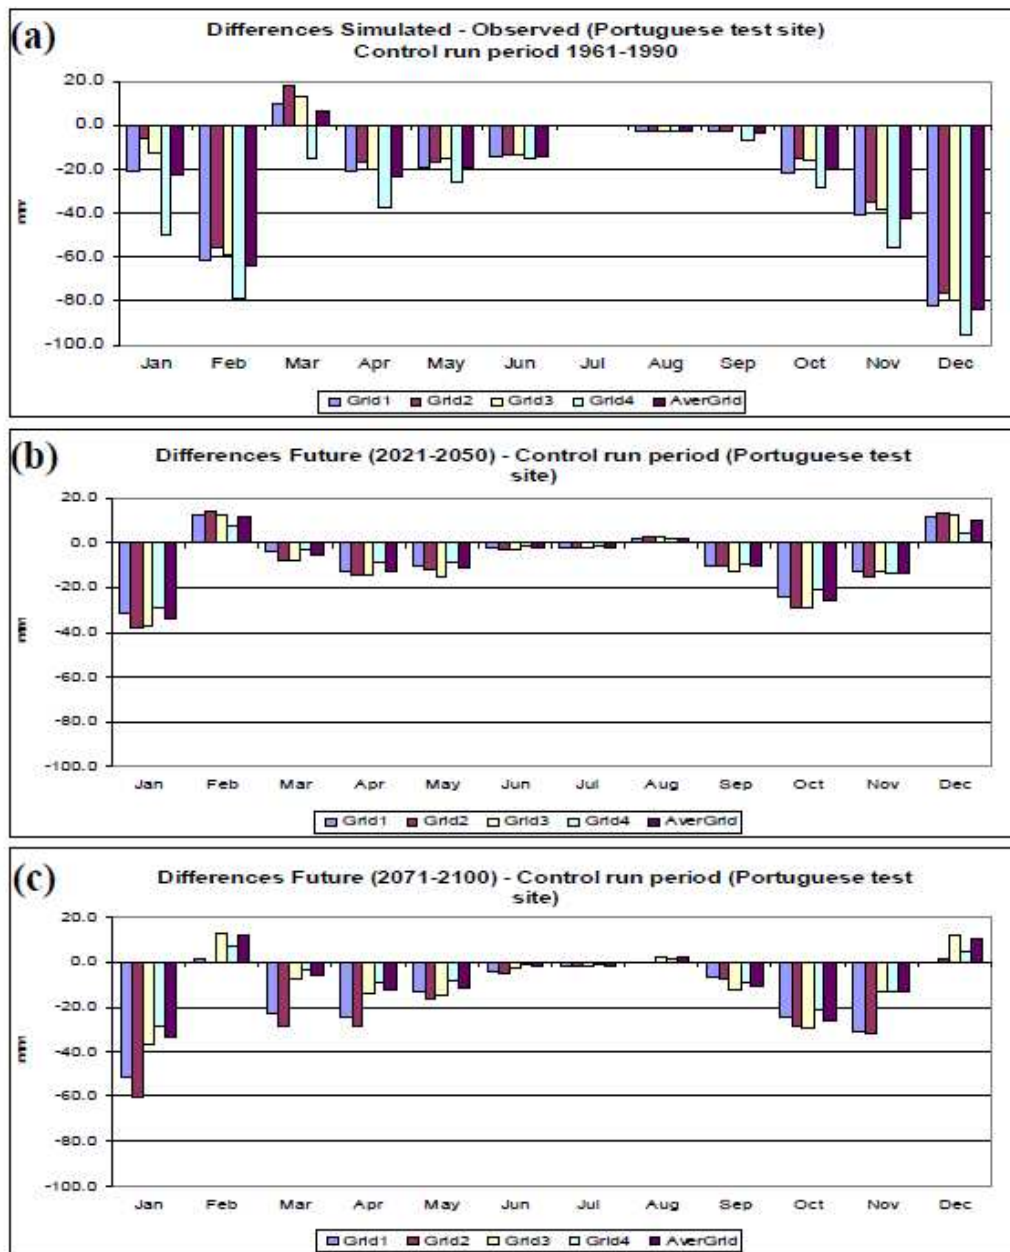 (a)
Differences Simulated - Observed (Portuguese test site)
Control run period 1961-1990
20.0
0.0
-20.0
-40.0
-60.0
-80.0
-100.0
Jan Feb Mar Apr May Jun Jul Aug Sep Oct Nov Dec
Grid1 Grid2 Grid3 Grid4 AverGrid
(b)
Differences Future (2021-2050) - Control run period (Portuguese test
site)
20.0
0.0
-20.0
-40.0
-60.0
-80.0
-100.0
Jan Feb Mar Apr May Jun Jul Aug Sep Oct Nov Dec
Grid1 Grid2 Grid3 Grid4 AverGrid
(c)
Differences Future (2071-2100) - Control run period (Portuguese test
site)
20.0
0.0
-20.0
-40.0
-60.0
-80.0
-100.0
Jan Feb Mar Apr May Jun Jul Aug Sep Oct Nov Dec
Grid1 Grid2 Grid3 Grid4 AverGrid